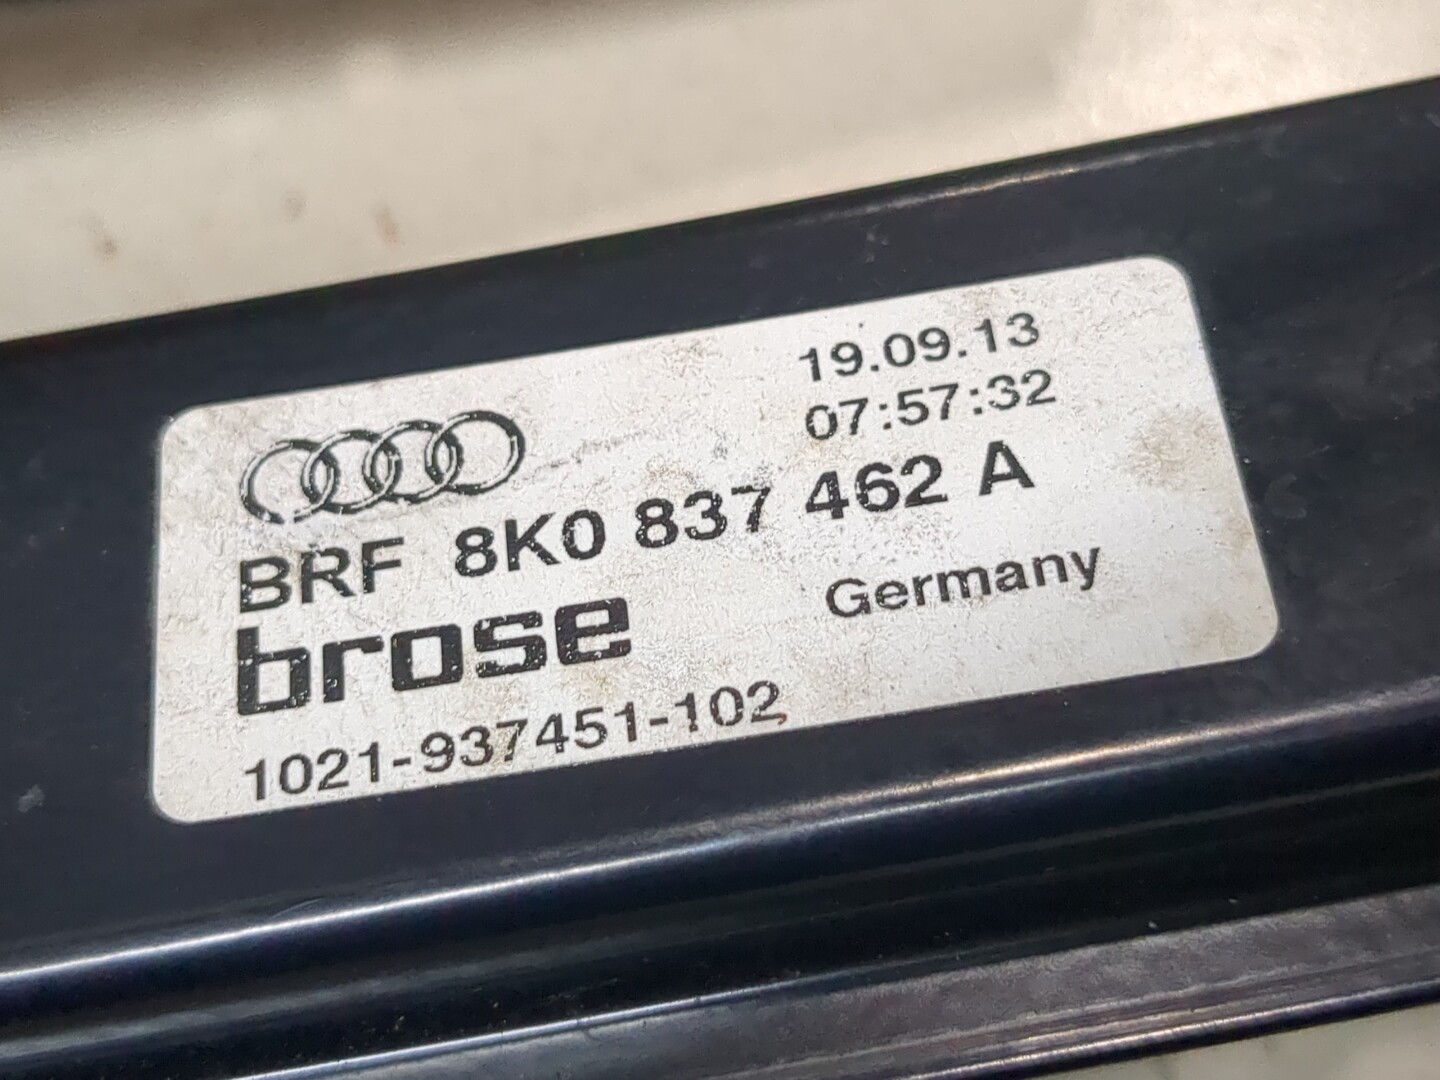 19.09.13
07:57:32
BRF 8K0 837 462 A
brose Germany
1021-937451-102